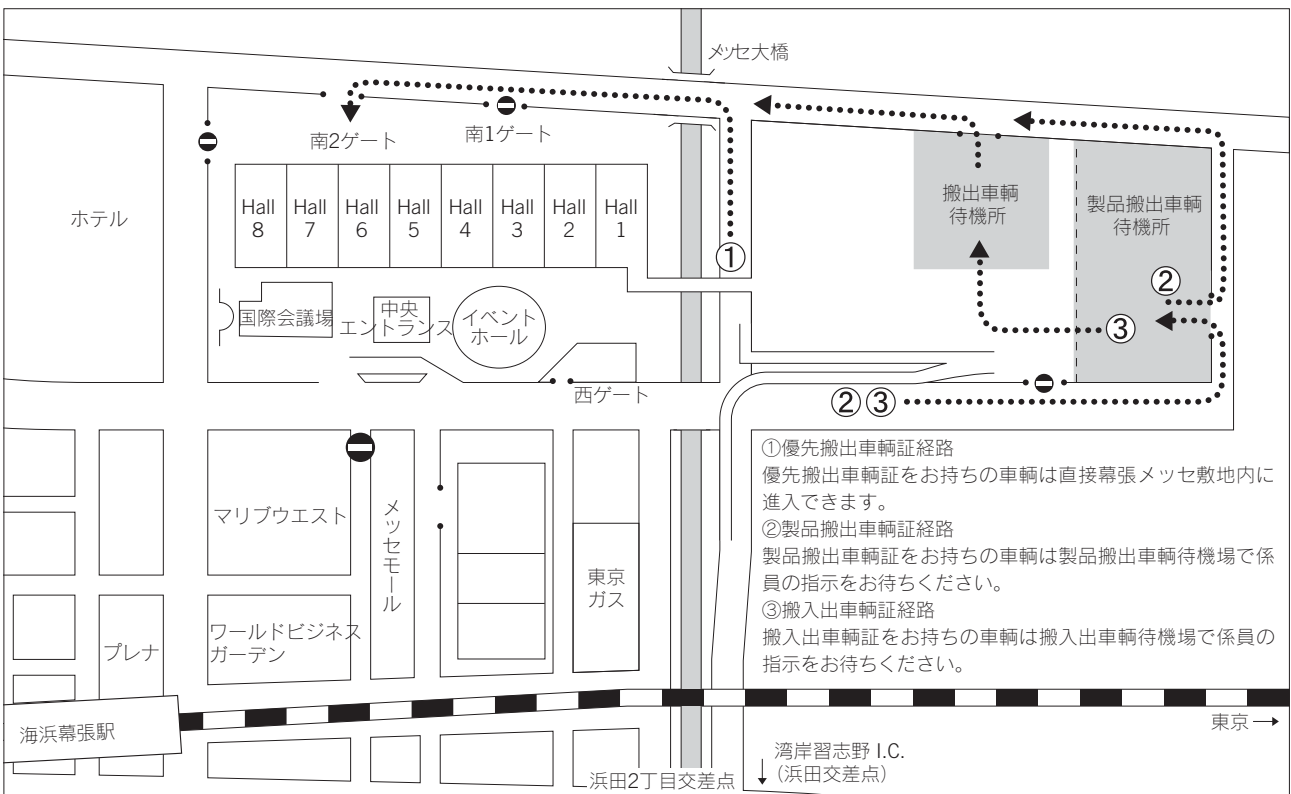 搬出時車輌経路図
メッセ大橋
南2ゲート
南1ゲート
ホテル
Hall
8
Hall
7
Hall
6
Hall
5
Hall
4
Hall
3
Hall
2
Hall
1
搬出車輌
待機所
製品搬出車輌
待機所
①
②
③
国際会議場
中央
エントランス
イベント
ホール
西ゲート
②③
①優先搬出車輌証経路
優先搬出車輌証をお持ちの車輌は直接幕張メッセ敷地内に
進入できます。
②製品搬出車輌証経路
製品搬出車輌証をお持ちの車輌は製品搬出車輌待機場で係
員の指示をお待ちください。
③搬入出車輌証経路
搬入出車輌証をお持ちの車輌は搬入出車輌待機場で係員の
指示をお待ちください。
マリブウエスト
メッセモール
東京
ガス
プレナ
ワールドビジネス
ガーデン
海浜幕張駅
東京→
浜田2丁目交差点
↓
湾岸習志野 I.C.
(浜田交差点)